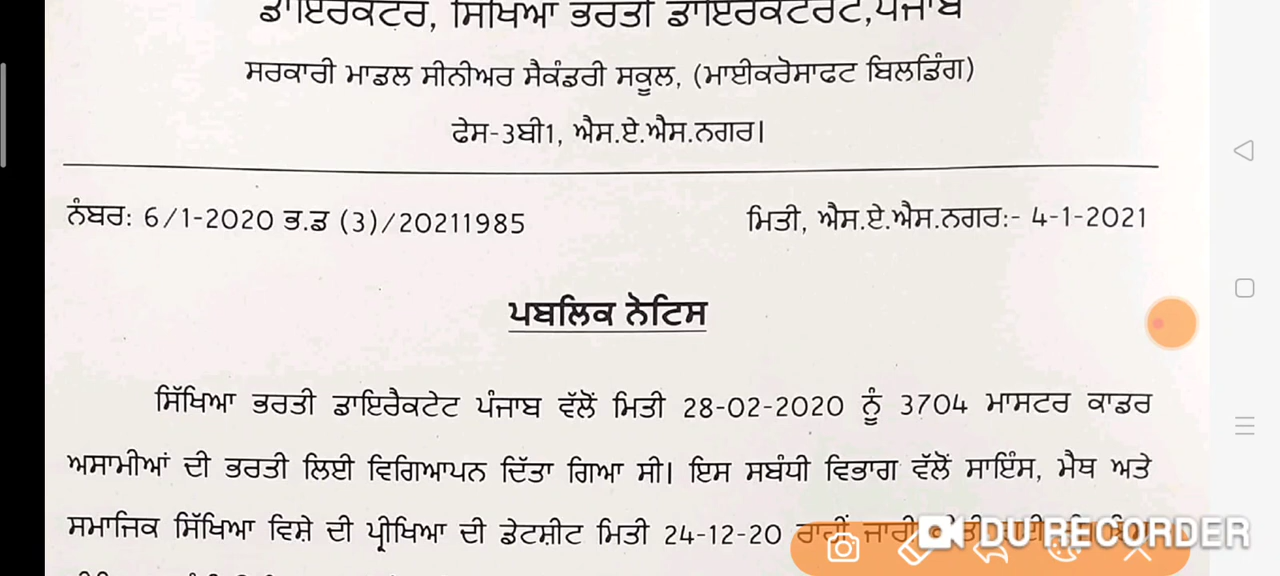 ਡਾਇਰੈਕਟਰ, ਸਿੱਖਿਆ ਭਰਤੀ ਡਾਇਰੈਕਟਰੇਟ,ਪੰਜਾਬ
ਸਰਕਾਰੀ ਮਾਡਲ ਸੀਨੀਅਰ ਸੈਕੰਡਰੀ ਸਕੂਲ, (ਮਾਈਕਰੋਸਾਫਟ ਬਿਲਡਿੰਗ)
ਫੇਸ-3ਬੀ1, ਐਸ.ਏ.ਐਸ.ਨਗਰ।
ਨੰਬਰ: 6/1-2020 ਭ.ਡ (3)/20211985 ਮਿਤੀ, ਐਸ.ਏ.ਐਸ.ਨਗਰ:- 4-1-2021
ਪਬਲਿਕ ਨੋਟਿਸ
ਸਿੱਖਿਆ ਭਰਤੀ ਡਾਇਰੈਕਟੇਟ ਪੰਜਾਬ ਵੱਲੋਂ ਮਿਤੀ 28-02-2020 ਨੂੰ 3704 ਮਾਸਟਰ ਕਾਡਰ
ਅਸਾਮੀਆਂ ਦੀ ਭਰਤੀ ਲਿਈ ਵਿਗਿਆਪਨ ਦਿੱਤਾ ਗਿਆ ਸੀ। ਇਸ ਸਬੰਧੀ ਵਿਭਾਗ ਵੱਲੋਂ ਸਾਇੰਸ, ਮੈਥ ਅਤੇ
ਸਮਾਜਿਕ ਸਿੱਖਿਆ ਵਿਸ਼ੇ ਦੀ ਪ੍ਰੀਖਿਆ ਦੀ ਡੇਟਸ਼ੀਟ ਮਿਤੀ 24-12-20 ਰਾਹੀਂ ਜਾਰੀ
DU RECORDER